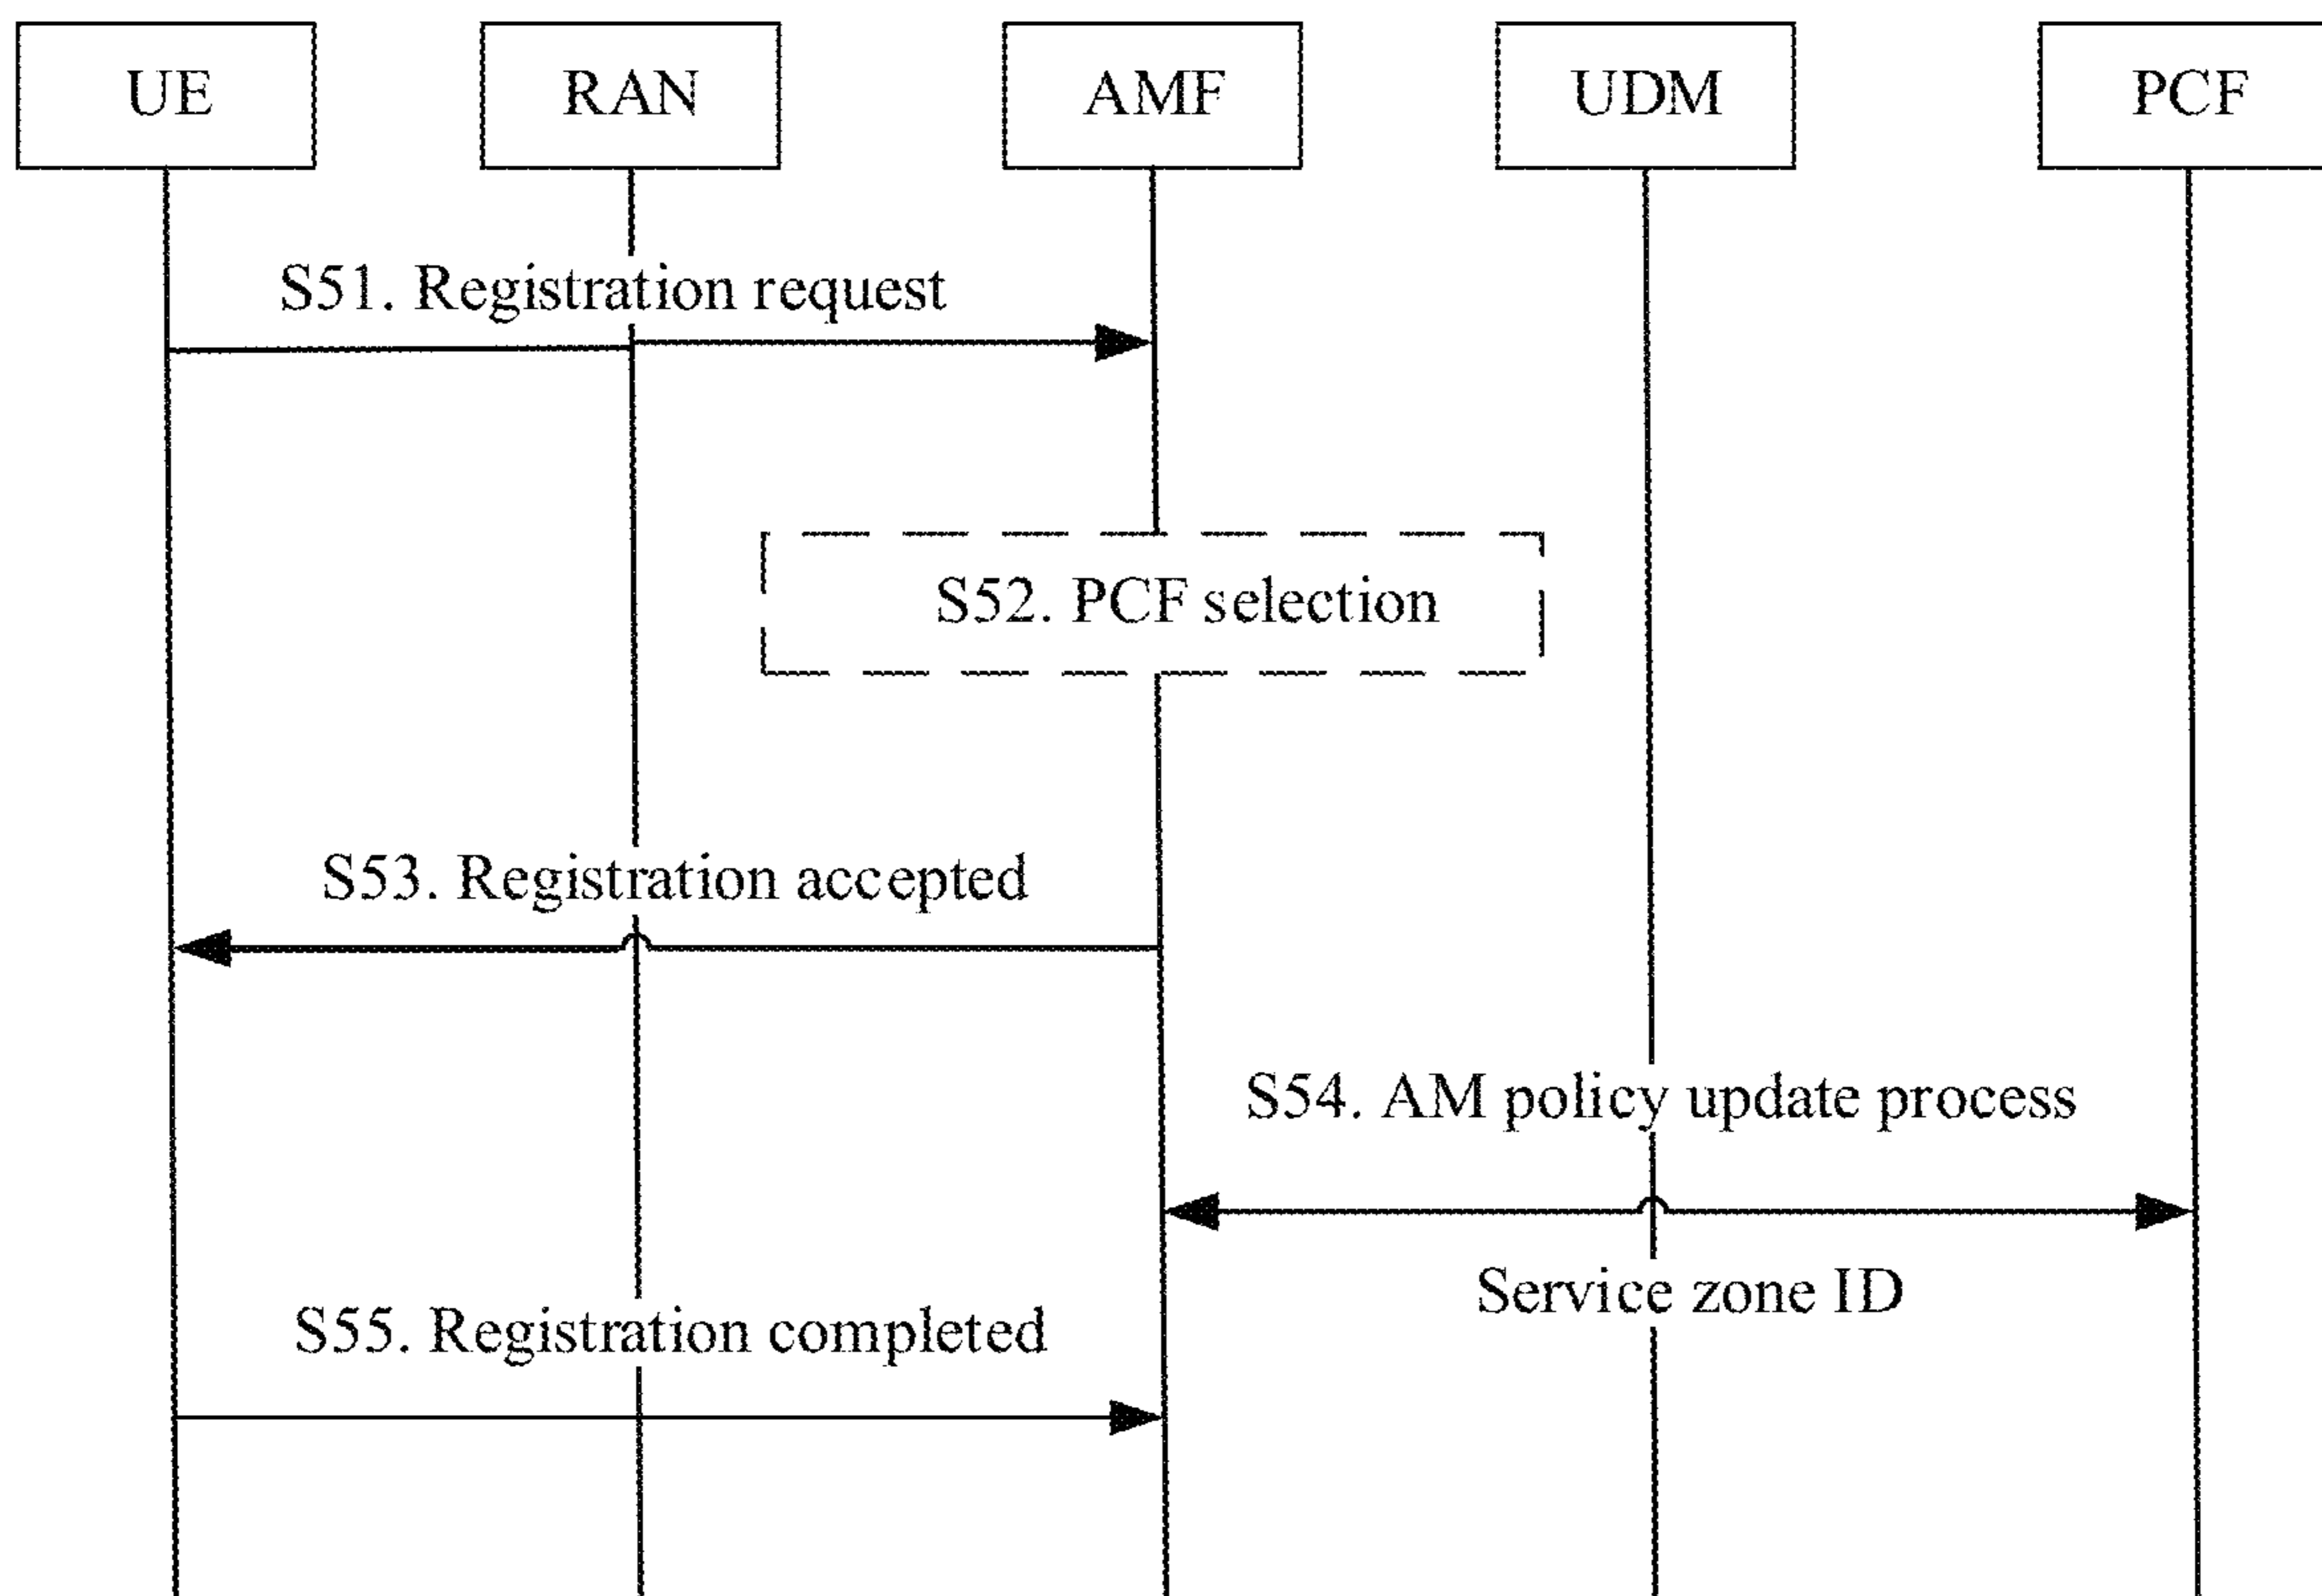 UE
RAN
AMF
UDM
PCF
S51. Registration request
S52. PCF selection
S53. Registration accepted
S54. AM policy update process
Service zone ID
S55. Registration completed